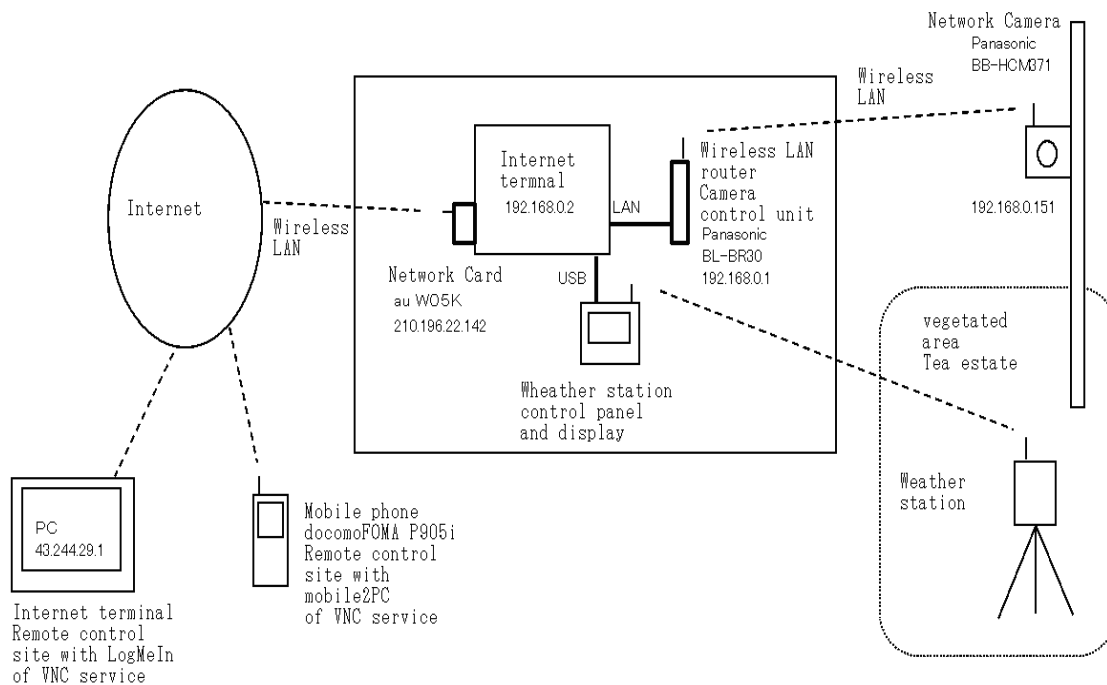 Network Camera
Panasonic
BB-HCM371
Wireless
LAN
192.168.0.151
Internet
Wireless
LAN
Internet
termnal
192.168.0.2
LAN
USB
Wireless LAN
router
Camera
control unit
Panasonic
BL-BR30
192.168.0.1
Network Card
au W05K
210.196.22.142
Wheather station
control panel
and display
vegetated
area
Tea estate
Weather
station
PC
43.244.29.1
Internet terminal
Remote control
site with LogMeIn
of VNC service
Mobile phone
docomoFOMA P905i
Remote control
site with
mobile2PC
of VNC service